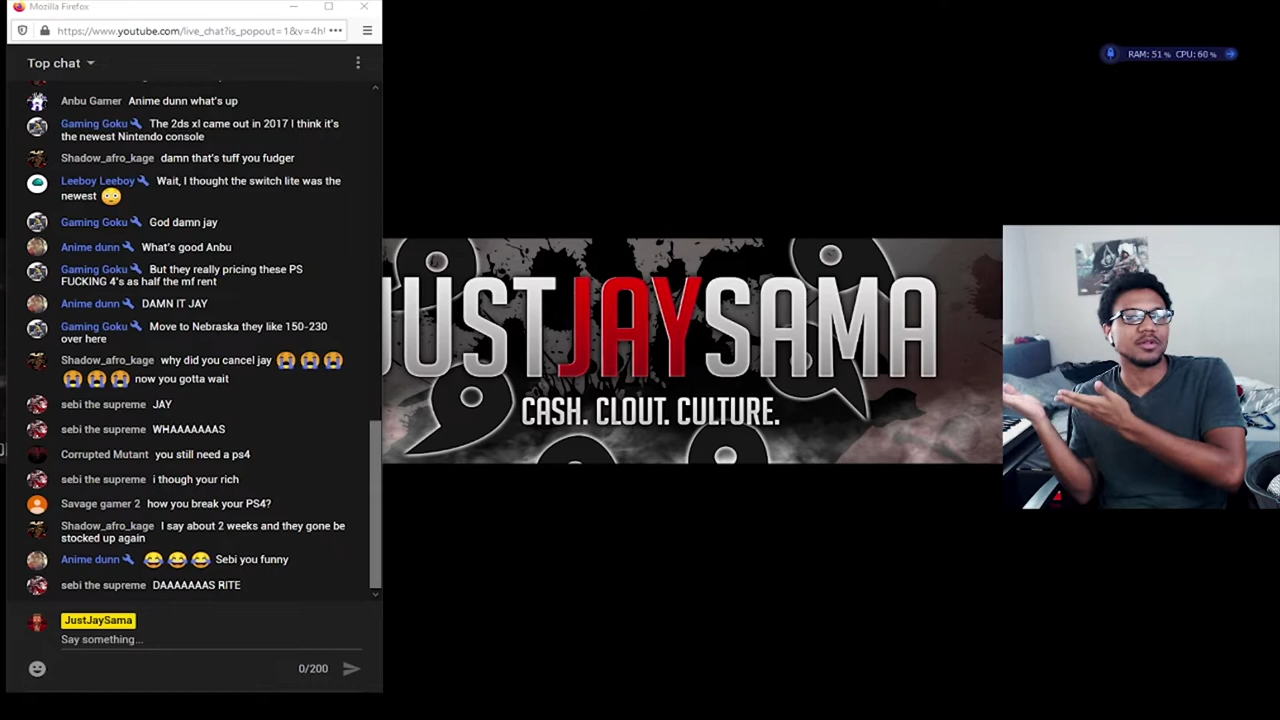 Mozilla Firefox
https://www.youtube.com/live_chat?is_popout=1&v=4h
RAM: 51% CPU: 60%
Top chat
Anbu Gamer Anime dunn what's up
Gaming Goku The 2ds xl came out in 2017 I think it's
the newest Nintendo console
Shadow_afro_kage damn that's tuff you fudger
Leeboy Leeboy Wait, I thought the switch lite was the
newest 😳
Gaming Goku God damn jay
Anime dunn What's good Anbu
Gaming Goku But they really pricing these PS
FUCKING 4's as half the mf rent
Anime dunn DAMN IT JAY
Gaming Goku Move to Nebraska they like 150-230
over here
Shadow_afro_kage why did you cancel jay 😭😭😭
😭😭😭 now you gotta wait
sebi the supreme JAY
sebi the supreme WHAAAAAAS
Corrupted Mutant you still need a ps4
sebi the supreme i though your rich
Savage gamer 2 how you break your PS4?
Shadow_afro_kage I say about 2 weeks and they gone be
stocked up again
Anime dunn 😂😂😂 Sebi you funny
sebi the supreme DAAAAAAS RITE
JustJaySama
Say something...
0/200
JUSTJAYSAMA
CASH. CLOUT. CULTURE.